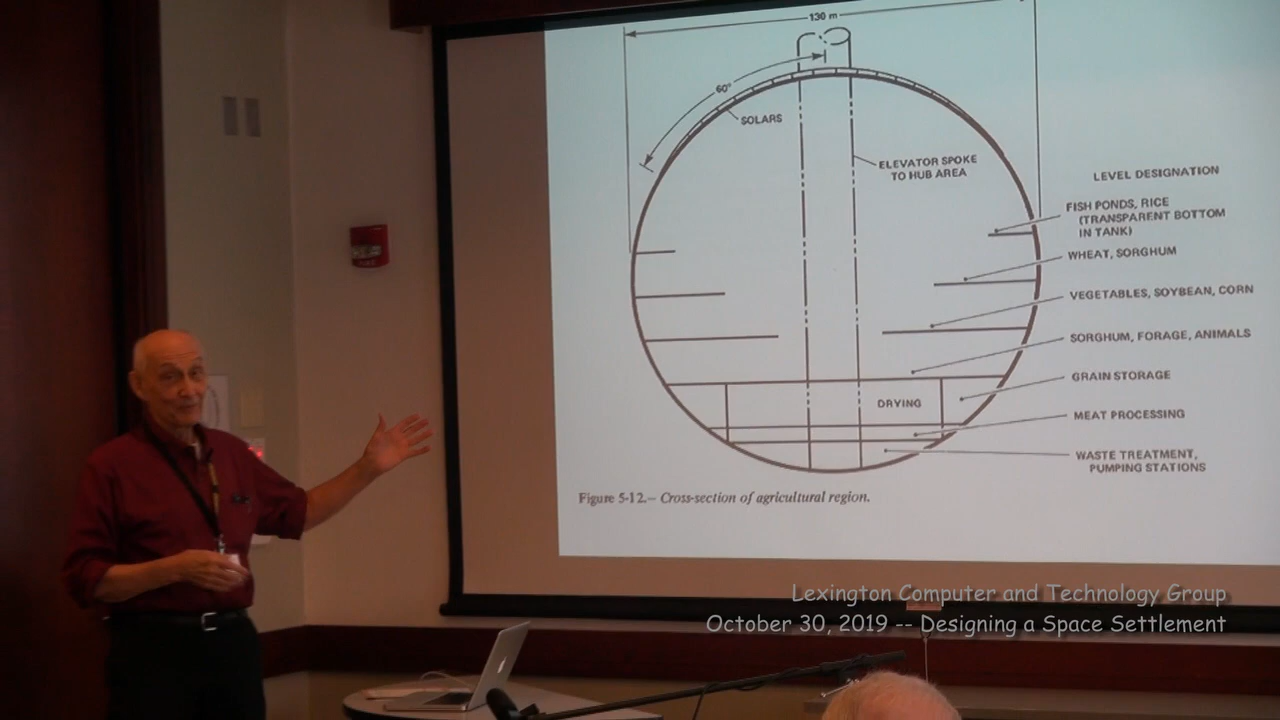 130 m
60°
SOLARS
ELEVATOR SPOKE
TO HUB AREA
LEVEL DESIGNATION
FISH PONDS, RICE
(TRANSPARENT BOTTOM
IN TANK)
WHEAT, SORGHUM
VEGETABLES, SOYBEAN, CORN
SORGHUM, FORAGE, ANIMALS
GRAIN STORAGE
DRYING
MEAT PROCESSING
WASTE TREATMENT,
PUMPING STATIONS
Figure 5-12.— Cross-section of agricultural region.
Lexington Computer and Technology Group
October 30, 2019 -- Designing a Space Settlement